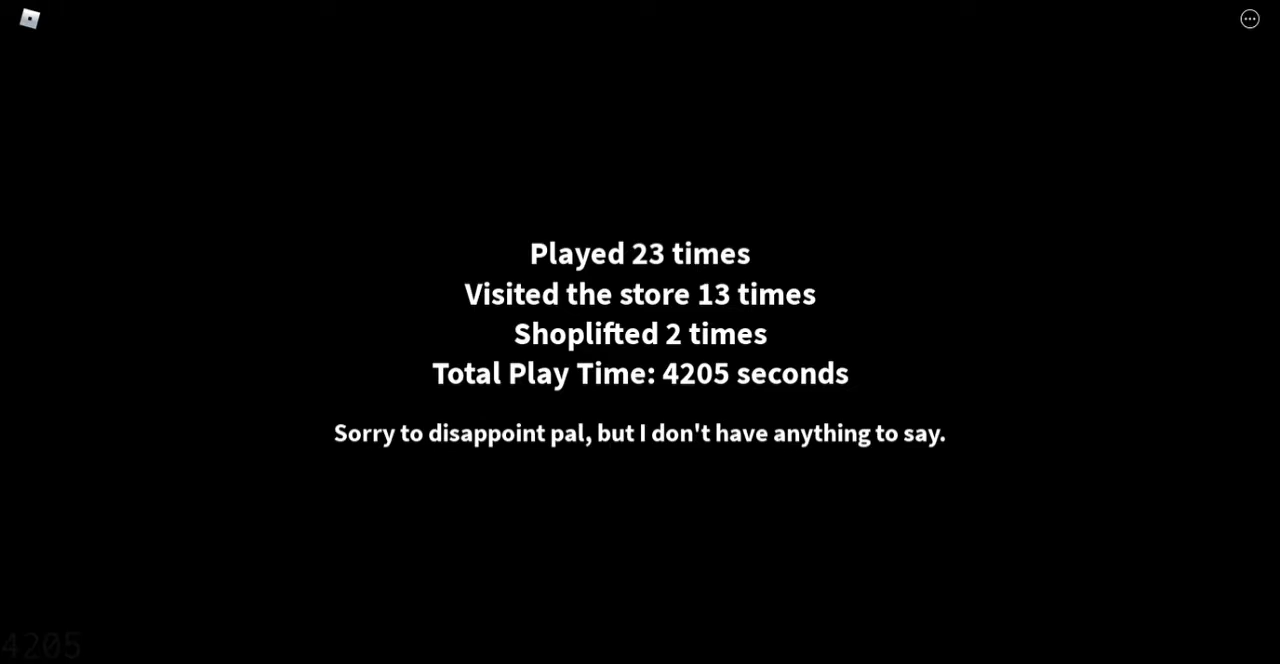 Played 23 times
Visited the store 13 times
Shoplifted 2 times
Total Play Time: 4205 seconds
Sorry to disappoint pal, but I don't have anything to say.
4205